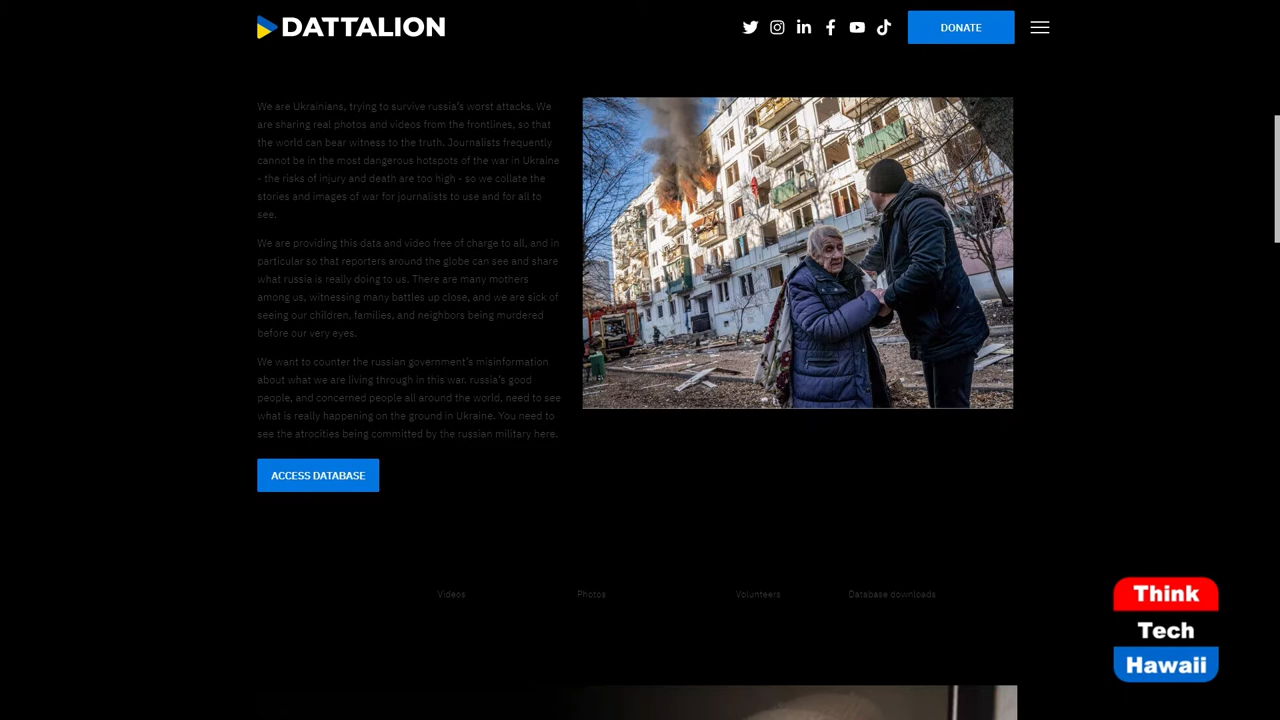 DATTALION
DONATE
We are Ukrainians, trying to survive russia's worst attacks. We
are sharing real photos and videos from the frontlines, so that
the world can bear witness to the truth. Journalists frequently
cannot be in the most dangerous hotspots of the war in Ukraine
- the risks of injury and death are too high - so we collate the
stories and images of war for journalists to use and for all to
see.
We are providing this data and video free of charge to all, and in
particular so that reporters around the globe can see and share
what russia is really doing to us. There are many mothers
among us, witnessing many battles up close, and we are sick of
seeing our children, families, and neighbors being murdered
before our very eyes.
We want to counter the russian government's misinformation
about what we are living through in this war. russia's good
people, and concerned people all around the world, need to see
what is really happening on the ground in Ukraine. You need to
see the atrocities being committed by the russian military here.
ACCESS DATABASE
Videos
Photos
Volunteers
Database downloads
Think
Tech
Hawaii